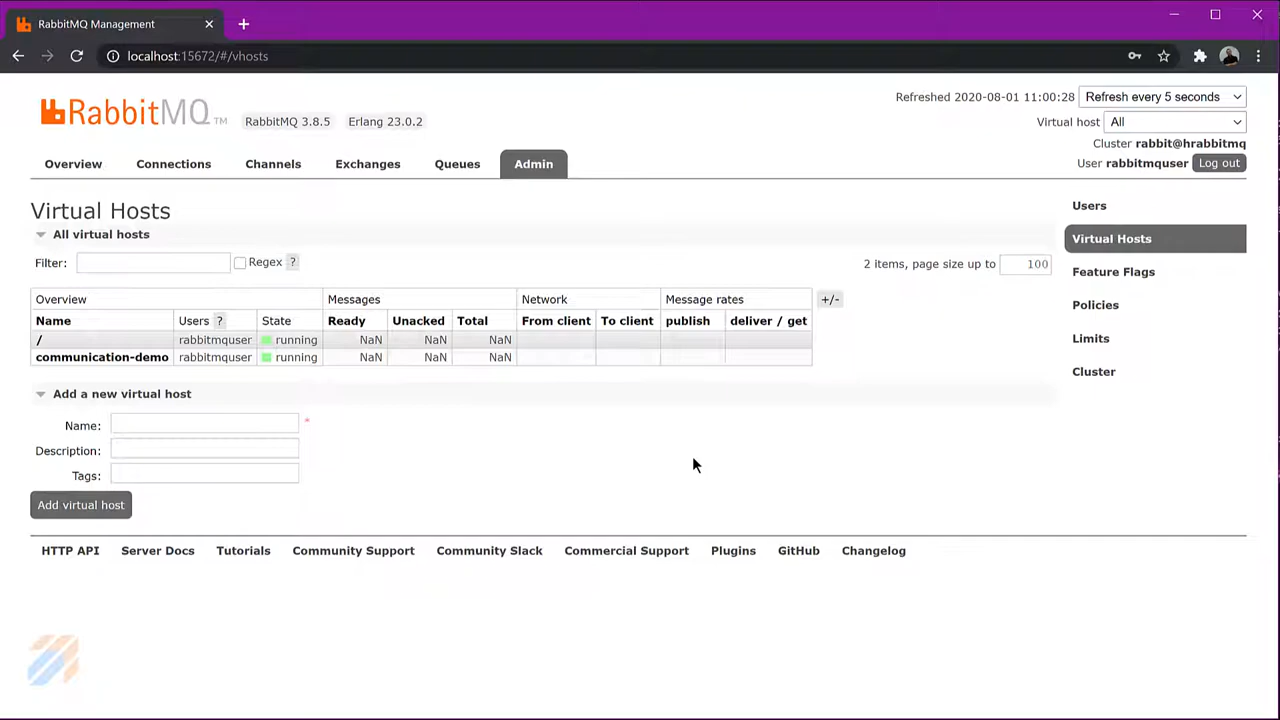 RabbitMQ Management
localhost:15672/#/vhosts
RabbitMQ TM
RabbitMQ 3.8.5 Erlang 23.0.2
Refreshed 2020-08-01 11:00:28 Refresh every 5 seconds
Virtual host All
Cluster rabbit@hrabbitmq
User rabbitmquser Log out
Overview Connections Channels Exchanges Queues Admin
Users
Virtual Hosts
Feature Flags
Policies
Limits
Cluster
Virtual Hosts
All virtual hosts
Filter: Regex ? 2 items, page size up to 100
Overview Messages Network Message rates +/-
Name Users ? State Ready Unacked Total From client To client publish deliver / get
/ rabbitmquser running NaN NaN NaN
communication-demo rabbitmquser running NaN NaN NaN
Add a new virtual host
Name: *
Description:
Tags:
Add virtual host
HTTP API Server Docs Tutorials Community Support Community Slack Commercial Support Plugins GitHub Changelog